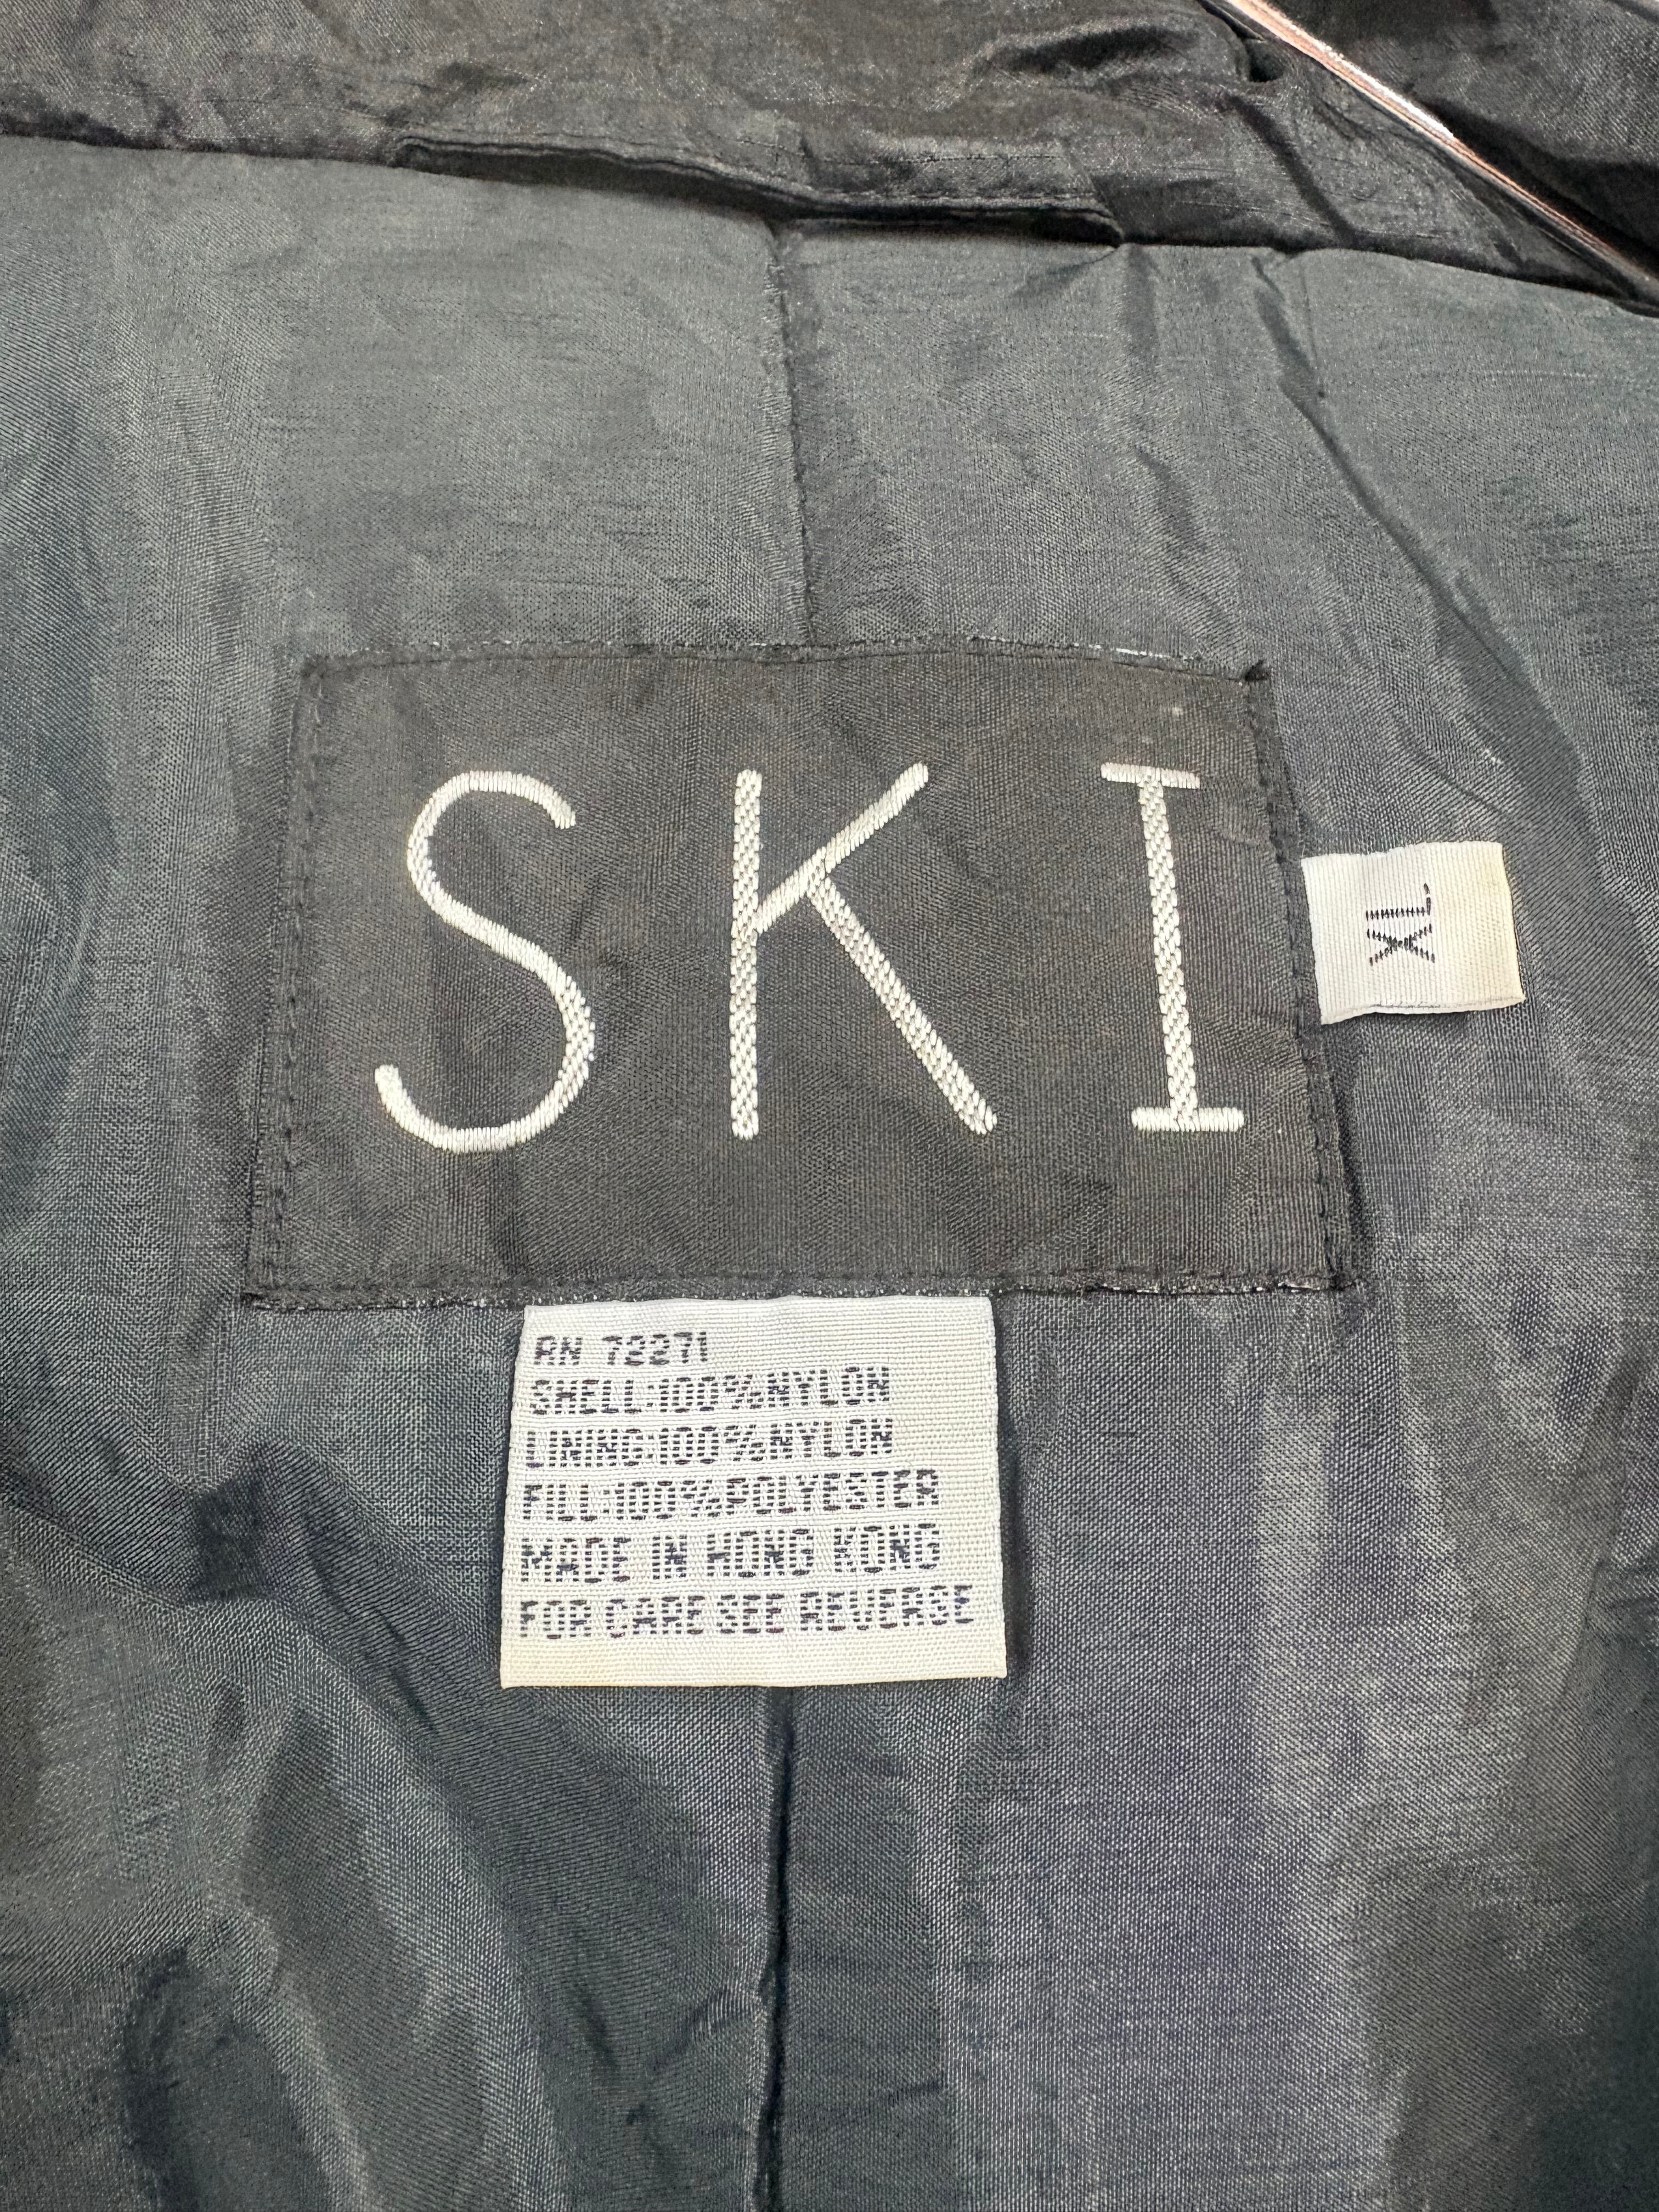 SKI
XL
RN 72271
SHELL:100%NYLON
LINING:100%NYLON
FILL:100%POLYESTER
MADE IN HONG KONG
FOR CARE SEE REVERSE